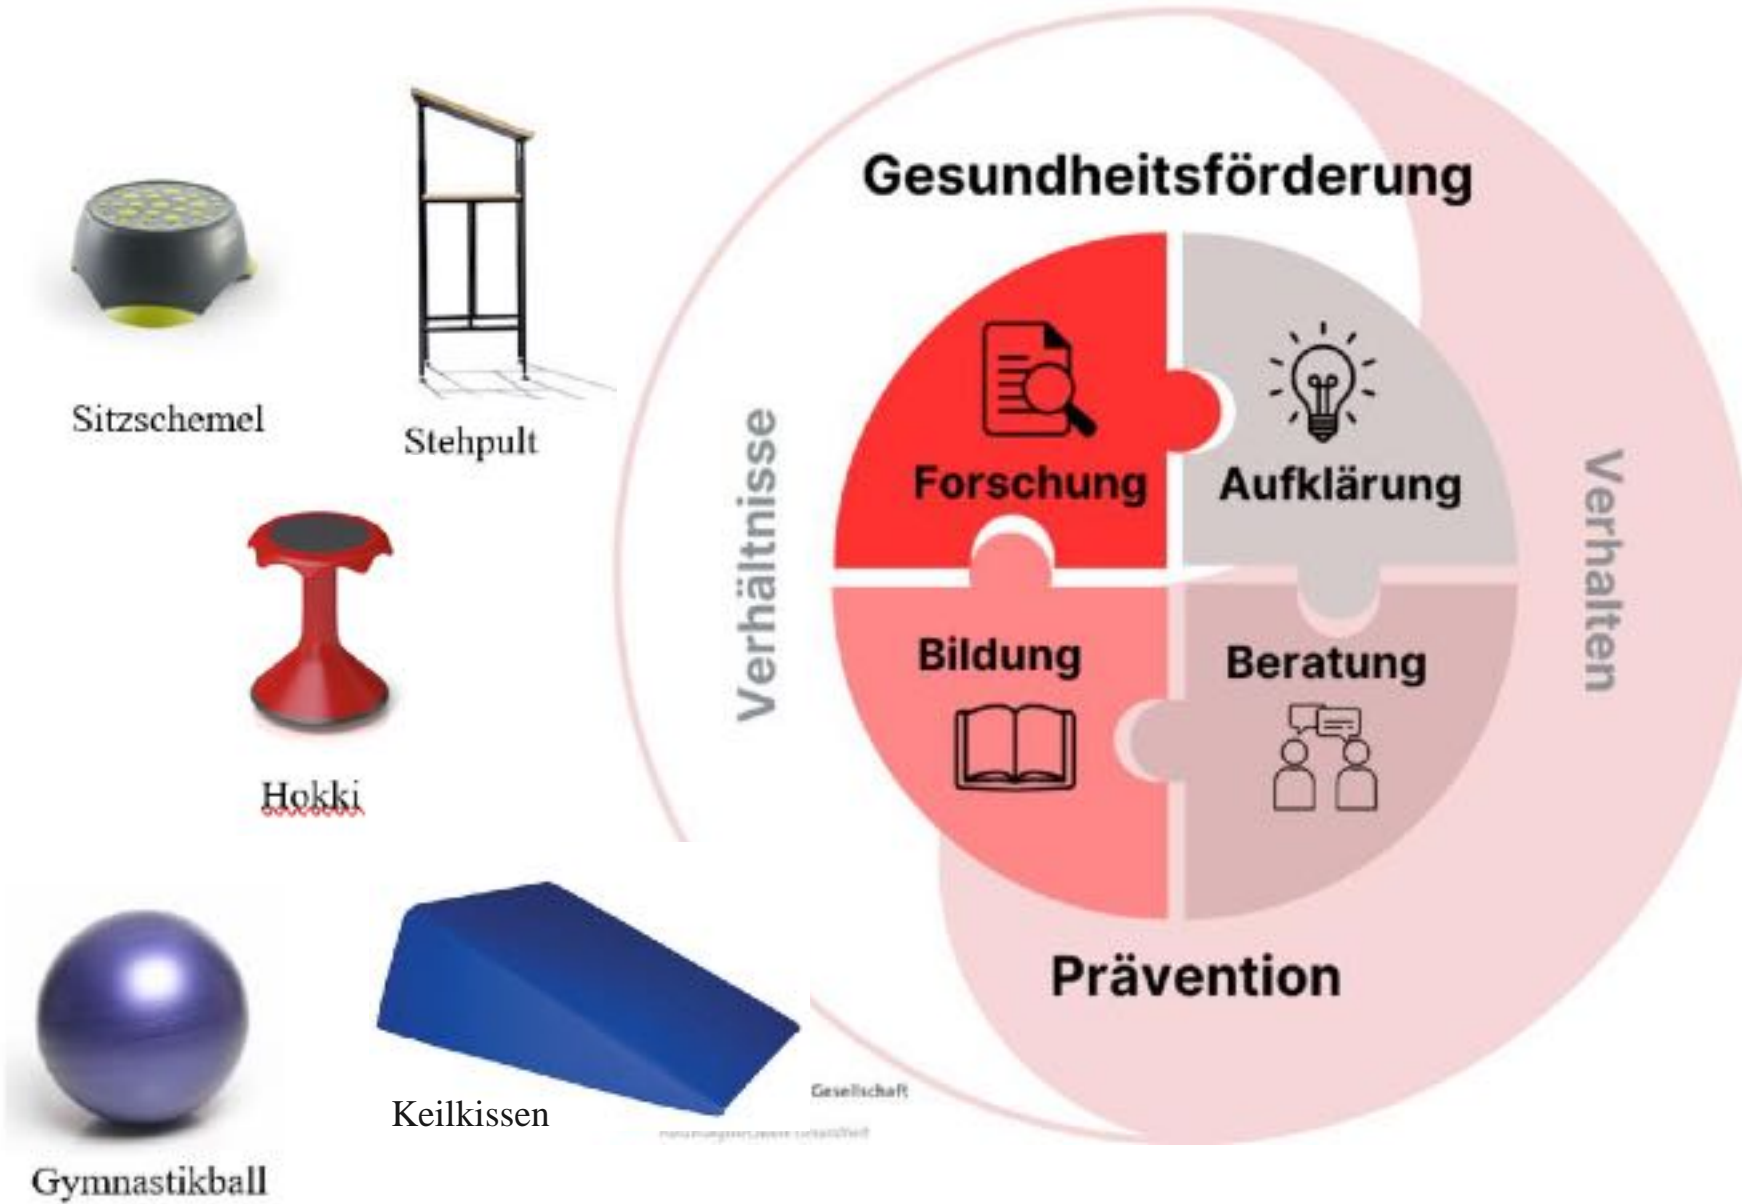 Gesundheitsförderung
Forschung
Aufklärung
Verhältnisse
Verhalten
Bildung
Beratung
Prävention
Sitzschemel
Stehpult
Hokki
Keilkissen
Gymnastikball
Gesellschaft